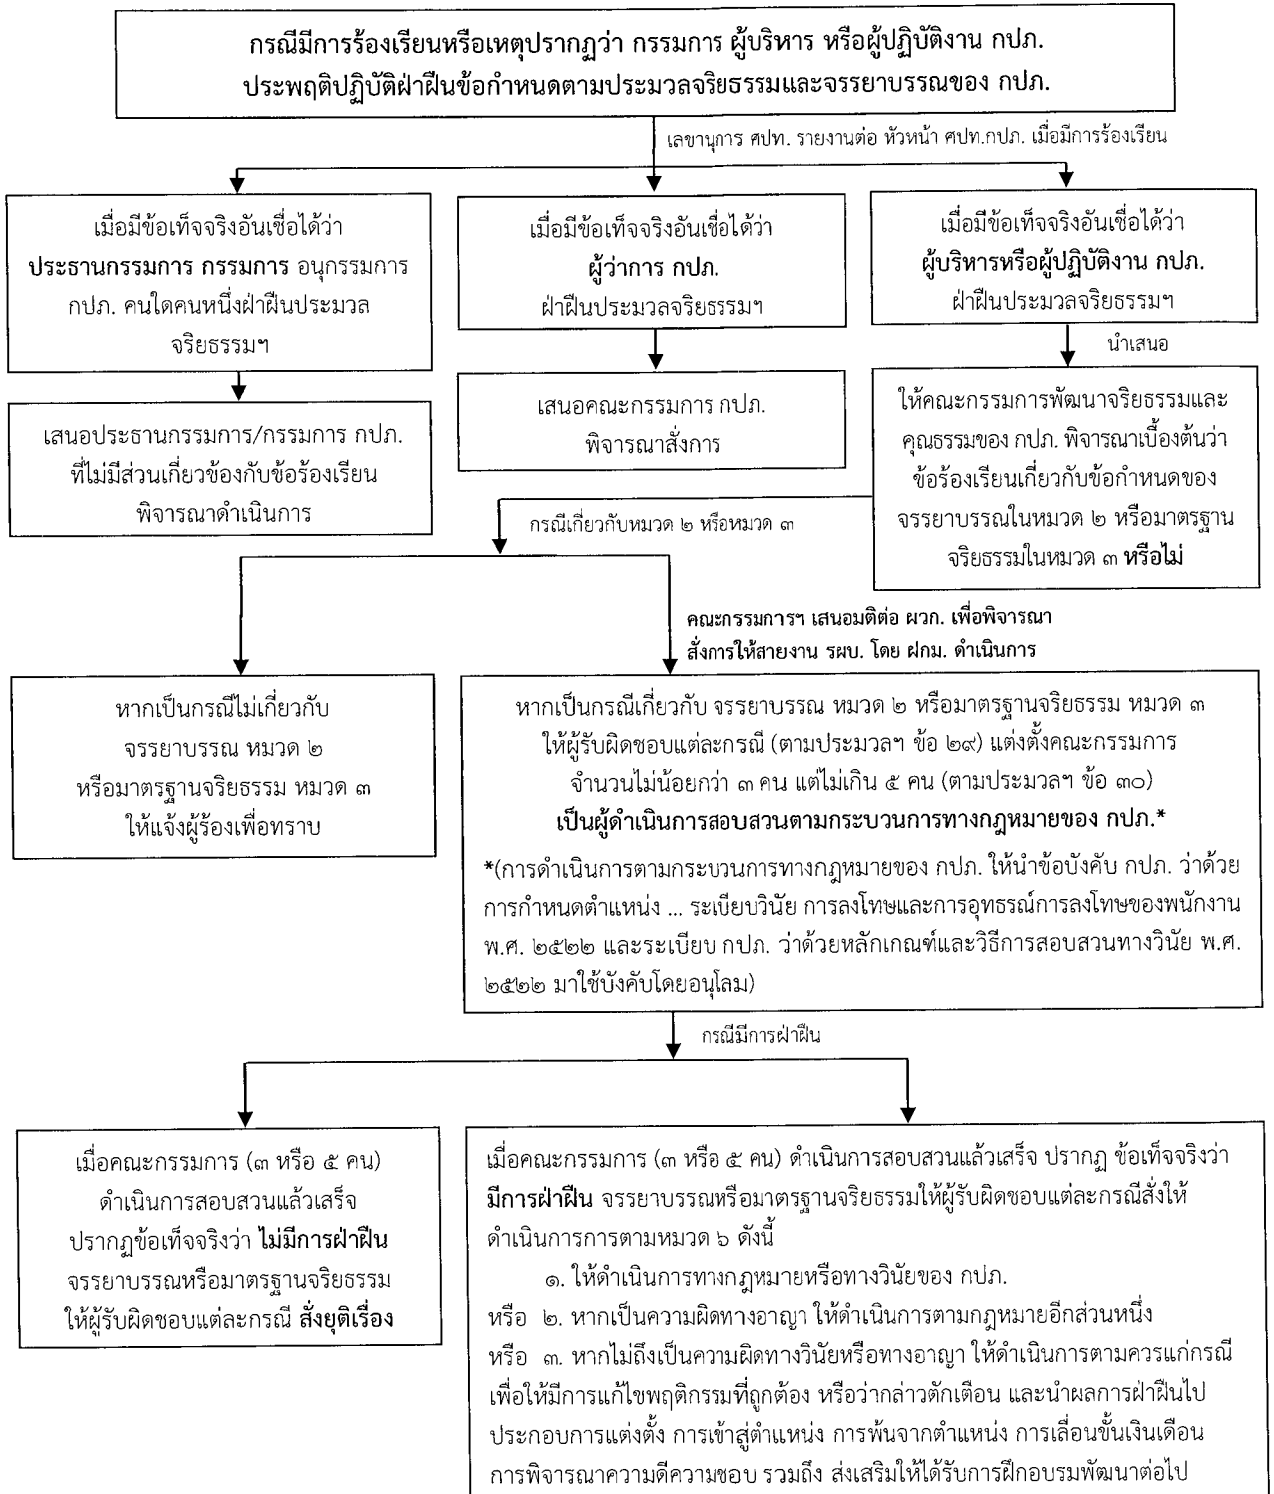 กรณีมีการร้องเรียนหรือเหตุปรากฏว่า กรรมการ ผู้บริหาร หรือผู้ปฏิบัติงาน กปภ.
ประพฤติปฏิบัติฝ่าฝืนข้อกำหนดตามประมวลจริยธรรมและจรรยาบรรณของ กปภ.
เลขานุการ ศปท. รายงานต่อ หัวหน้า ศปท.กปภ. เมื่อมีการร้องเรียน
เมื่อมีข้อเท็จจริงอันเชื่อได้ว่า
ประธานกรรมการ กรรมการ อนุกรรมการ
กปภ. คนใดคนหนึ่งฝ่าฝืนประมวล
จริยธรรมฯ
เมื่อมีข้อเท็จจริงอันเชื่อได้ว่า
ผู้ว่าการ กปภ.
ฝ่าฝืนประมวลจริยธรรมฯ
เมื่อมีข้อเท็จจริงอันเชื่อได้ว่า
ผู้บริหารหรือผู้ปฏิบัติงาน กปภ.
ฝ่าฝืนประมวลจริยธรรมฯ
นำเสนอ
เสนอประธานกรรมการ/กรรมการ กปภ.
ที่ไม่มีส่วนเกี่ยวข้องกับข้อร้องเรียน
พิจารณาดำเนินการ
เสนอคณะกรรมการ กปภ.
พิจารณาสั่งการ
ให้คณะกรรมการพัฒนาจริยธรรมและ
คุณธรรมของ กปภ. พิจารณาเบื้องต้นว่า
ข้อร้องเรียนเกี่ยวกับข้อกำหนดของ
จรรยาบรรณในหมวด ๒ หรือมาตรฐาน
จริยธรรมในหมวด ๓ หรือไม่
กรณีเกี่ยวกับหมวด ๒ หรือหมวด ๓
คณะกรรมการฯ เสนอมติต่อ ผวก. เพื่อพิจารณา
สั่งการให้สายงาน รผบ. โดย ฝกม. ดำเนินการ
หากเป็นกรณีไม่เกี่ยวกับ
จรรยาบรรณ หมวด ๒
หรือมาตรฐานจริยธรรม หมวด ๓
ให้แจ้งผู้ร้องเพื่อทราบ
หากเป็นกรณีเกี่ยวกับ จรรยาบรรณ หมวด ๒ หรือมาตรฐานจริยธรรม หมวด ๓
ให้ผู้รับผิดชอบแต่ละกรณี (ตามประมวลฯ ข้อ ๒๙) แต่งตั้งคณะกรรมการ
จำนวนไม่น้อยกว่า ๓ คน แต่ไม่เกิน ๕ คน (ตามประมวลฯ ข้อ ๓๐)
เป็นผู้ดำเนินการสอบสวนตามกระบวนการทางกฎหมายของ กปภ.*
*(การดำเนินการตามกระบวนการทางกฎหมายของ กปภ. ให้นำข้อบังคับ กปภ. ว่าด้วย
การกำหนดตำแหน่ง ... ระเบียบวินัย การลงโทษและการอุทธรณ์การลงโทษของพนักงาน
พ.ศ. ๒๕๒๒ และระเบียบ กปภ. ว่าด้วยหลักเกณฑ์และวิธีการสอบสวนทางวินัย พ.ศ.
๒๕๒๒ มาใช้บังคับโดยอนุโลม)
กรณีมีการฝ่าฝืน
เมื่อคณะกรรมการ (๓ หรือ ๕ คน)
ดำเนินการสอบสวนแล้วเสร็จ
ปรากฏข้อเท็จจริงว่า ไม่มีการฝ่าฝืน
จรรยาบรรณหรือมาตรฐานจริยธรรม
ให้ผู้รับผิดชอบแต่ละกรณี สั่งยุติเรื่อง
เมื่อคณะกรรมการ (๓ หรือ ๕ คน) ดำเนินการสอบสวนแล้วเสร็จ ปรากฏ ข้อเท็จจริงว่า
มีการฝ่าฝืน จรรยาบรรณหรือมาตรฐานจริยธรรมให้ผู้รับผิดชอบแต่ละกรณีสั่งให้
ดำเนินการการตามหมวด ๖ ดังนี้
๑. ให้ดำเนินการทางกฎหมายหรือทางวินัยของ กปภ.
หรือ ๒. หากเป็นความผิดทางอาญา ให้ดำเนินการตามกฎหมายอีกส่วนหนึ่ง
หรือ ๓. หากไม่ถึงเป็นความผิดทางวินัยหรือทางอาญา ให้ดำเนินการตามควรแก่กรณี
เพื่อให้มีการแก้ไขพฤติกรรมที่ถูกต้อง หรือว่ากล่าวตักเตือน และนำผลการฝ่าฝืนไป
ประกอบการแต่งตั้ง การเข้าสู่ตำแหน่ง การพ้นจากตำแหน่ง การเลื่อนขั้นเงินเดือน
การพิจารณาความดีความชอบ รวมถึง ส่งเสริมให้ได้รับการฝึกอบรมพัฒนาต่อไป